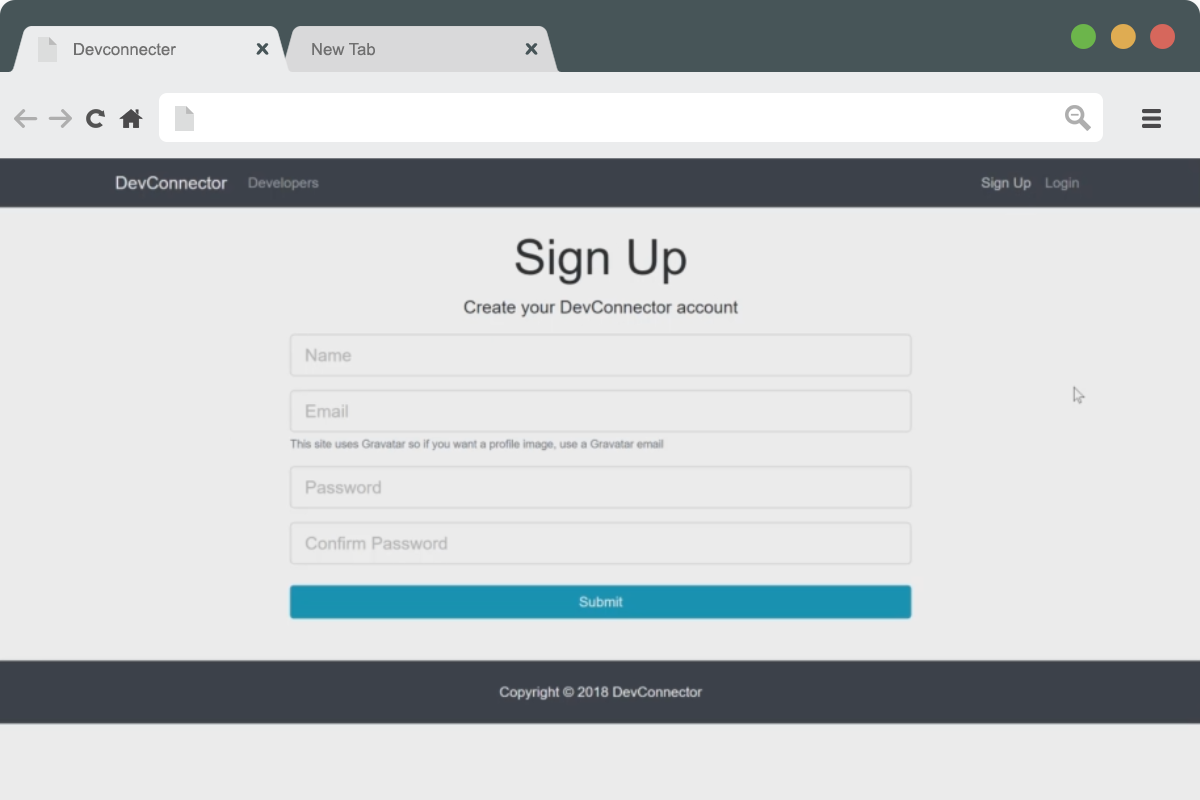 Devconnecter
New Tab
DevConnector Developers Sign Up Login
Sign Up
Create your DevConnector account
Name
Email
This site uses Gravatar so if you want a profile image, use a Gravatar email
Password
Confirm Password
Submit
Copyright © 2018 DevConnector